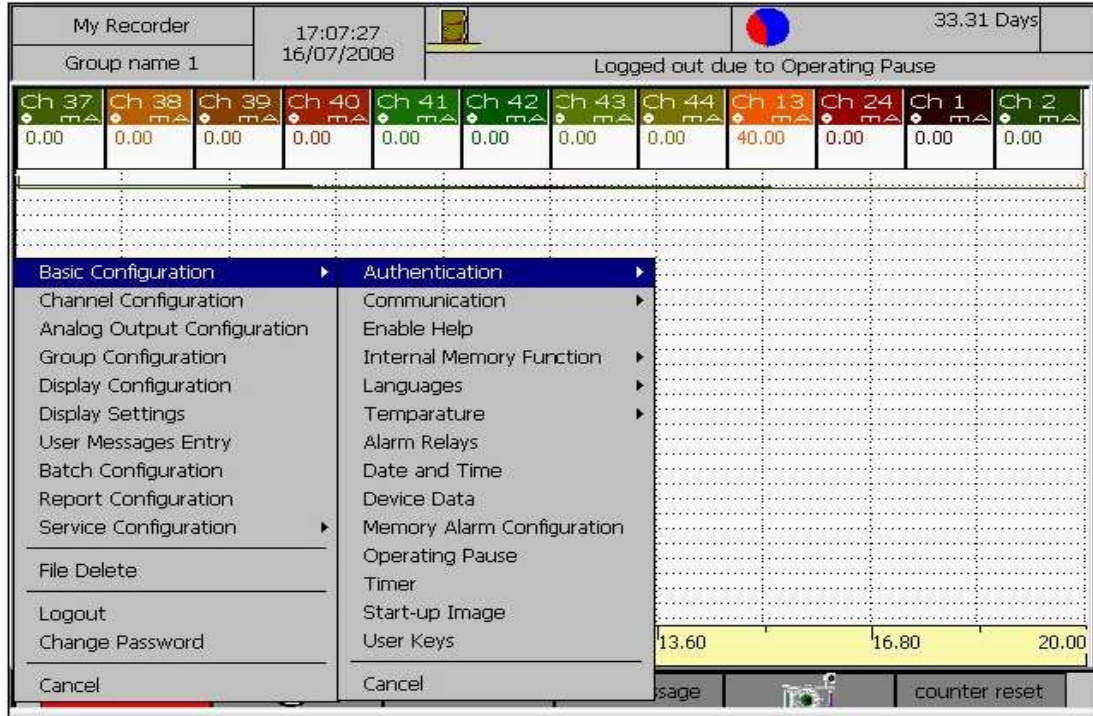 My Recorder
Group name 1
17:07:27
16/07/2008
33.31 Days
Logged out due to Operating Pause
Ch 37 Ch 38 Ch 39 Ch 40 Ch 41 Ch 42 Ch 43 Ch 44 Ch 13 Ch 24 Ch 1 Ch 2
mA mA mA mA mA mA mA mA mA mA mA mA
0.00 0.00 0.00 0.00 0.00 0.00 0.00 0.00 40.00 0.00 0.00 0.00
Basic Configuration
Channel Configuration
Analog Output Configuration
Group Configuration
Display Configuration
Display Settings
User Messages Entry
Batch Configuration
Report Configuration
Service Configuration
File Delete
Logout
Change Password
Cancel
Authentication
Communication
Enable Help
Internal Memory Function
Languages
Temparature
Alarm Relays
Date and Time
Device Data
Memory Alarm Configuration
Operating Pause
Timer
Start-up Image
User Keys
Cancel
13.60 16.80 20.00
ssage
counter reset